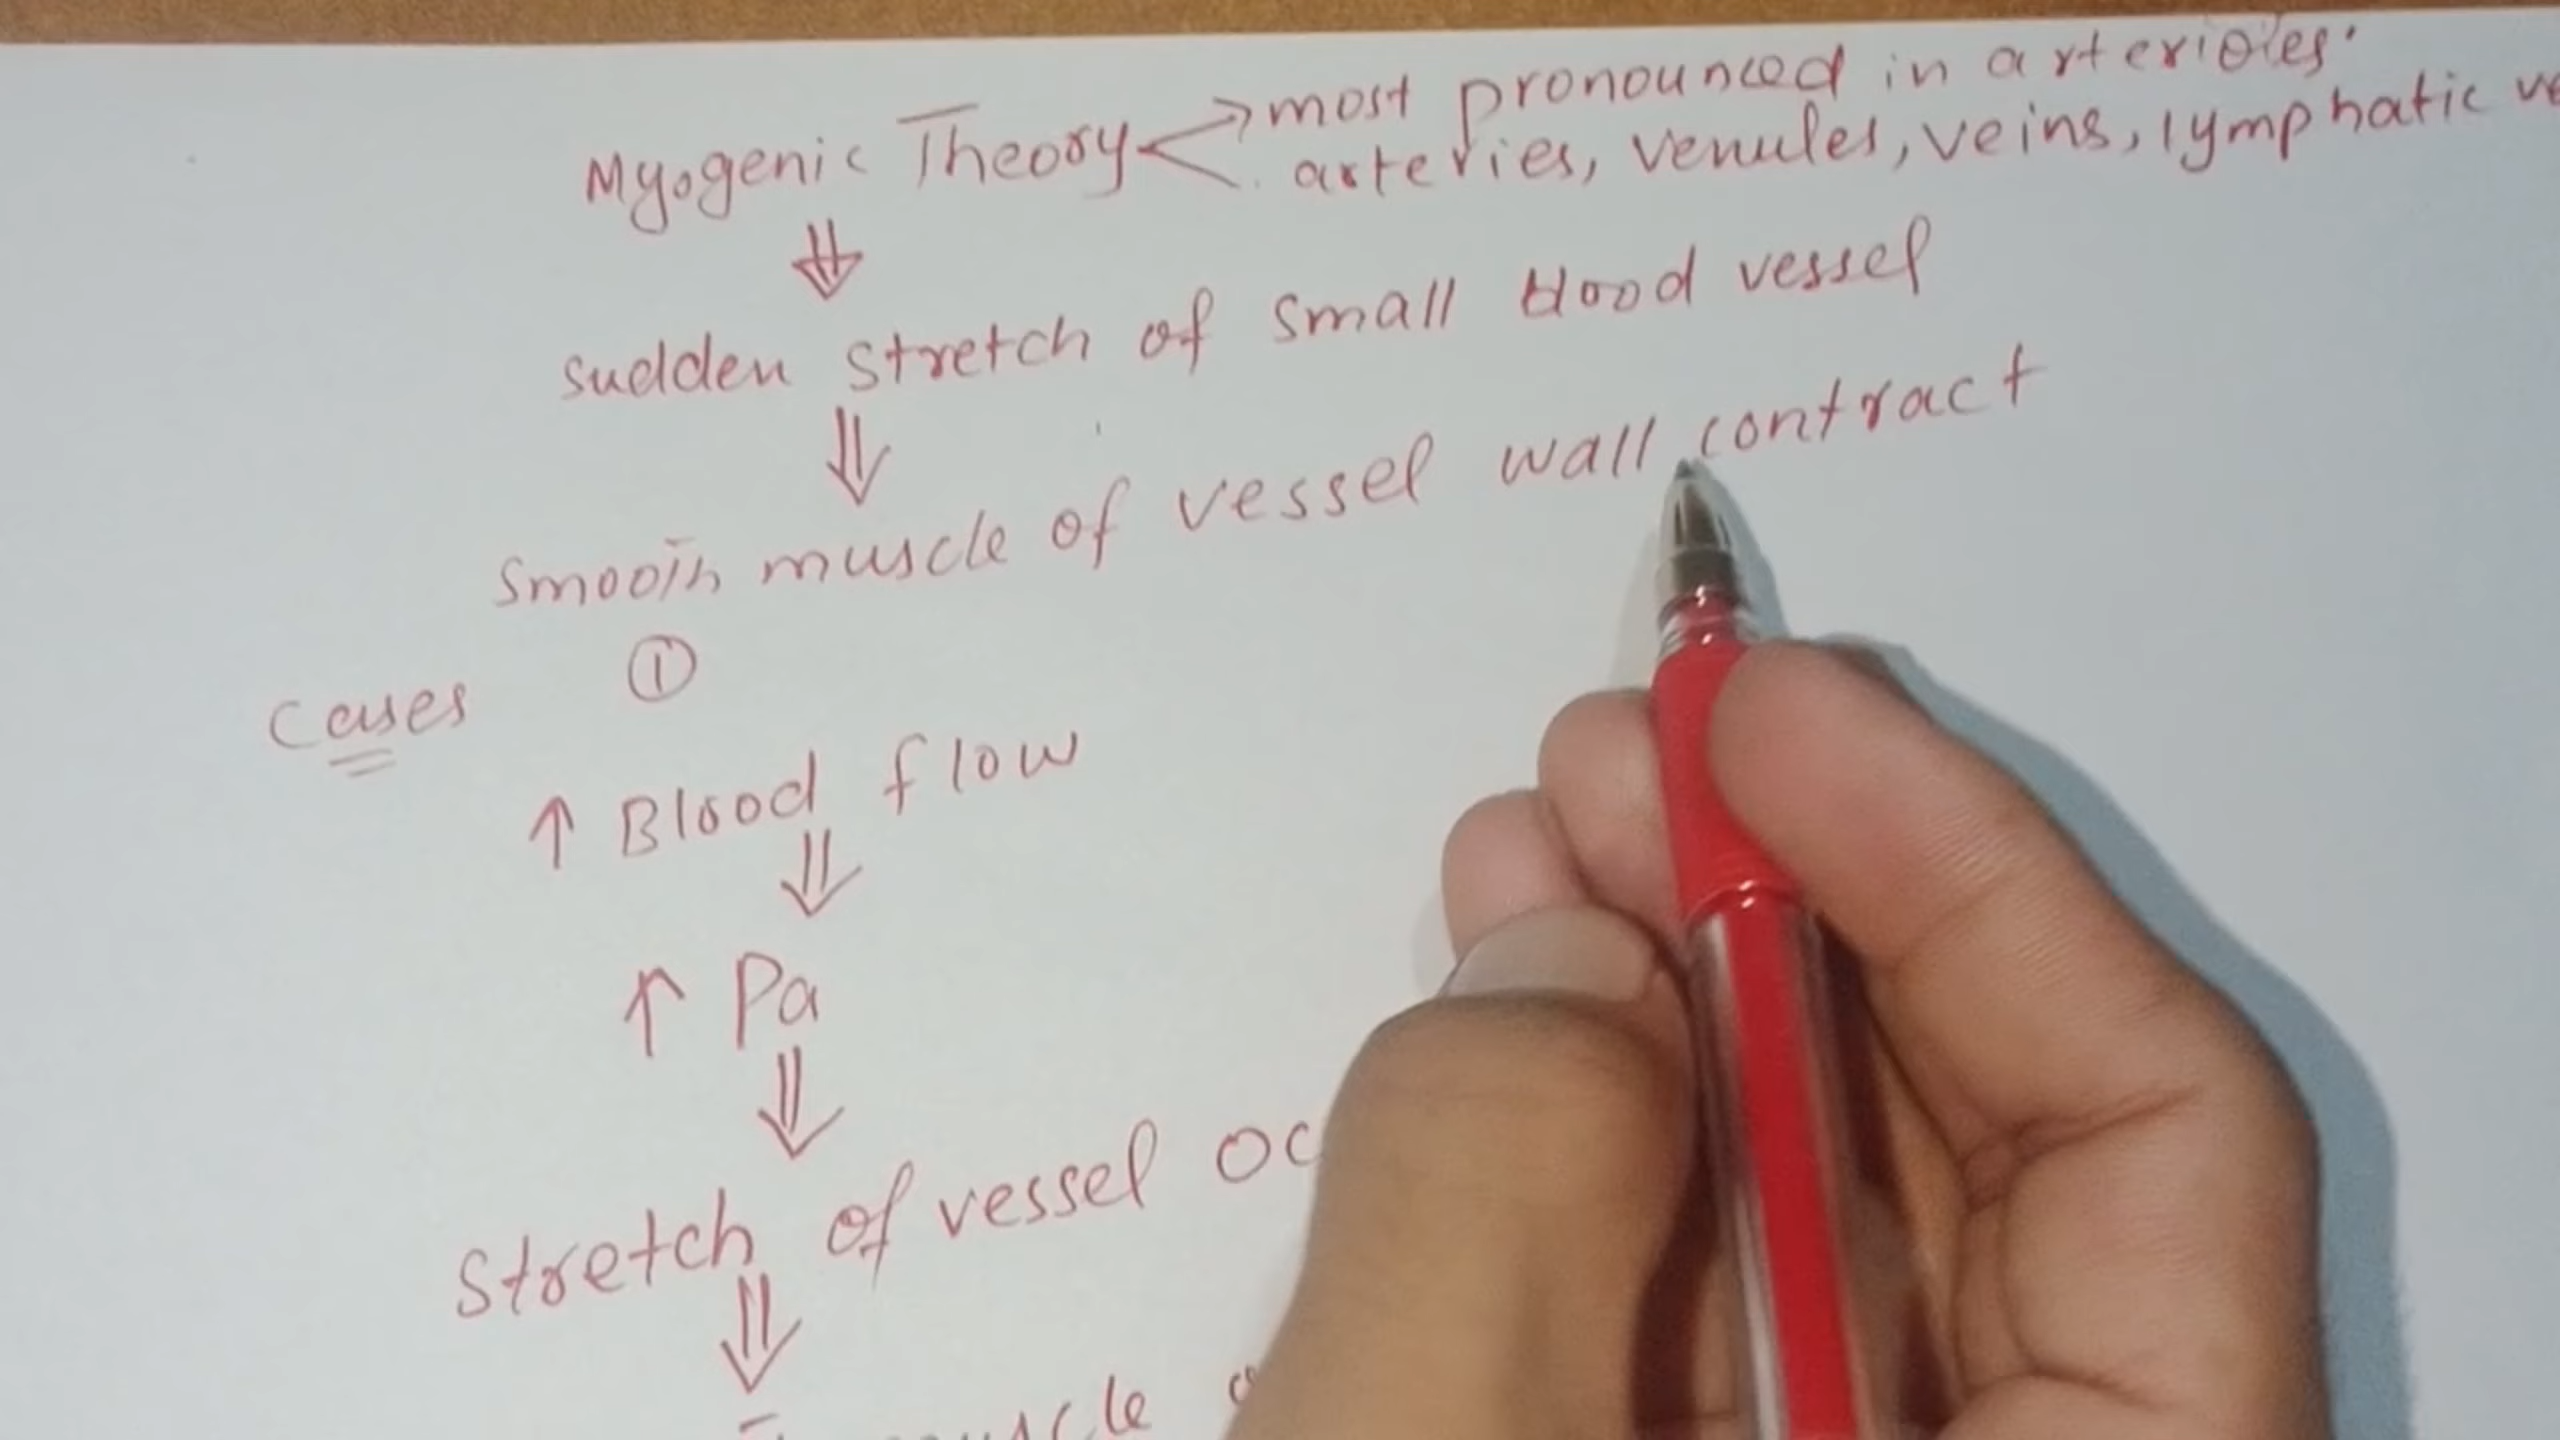 most pronounced in arterioles.
Myogenic Theory < arteries, venules, veins, lymphatic
⇓
sudden stretch of small blood vessel
⇓
Smooth muscle of vessel wall contract
Cases ①
↑ Blood flow
⇓
↑ Pa
⇓
Stretch of vessel
⇓
muscle